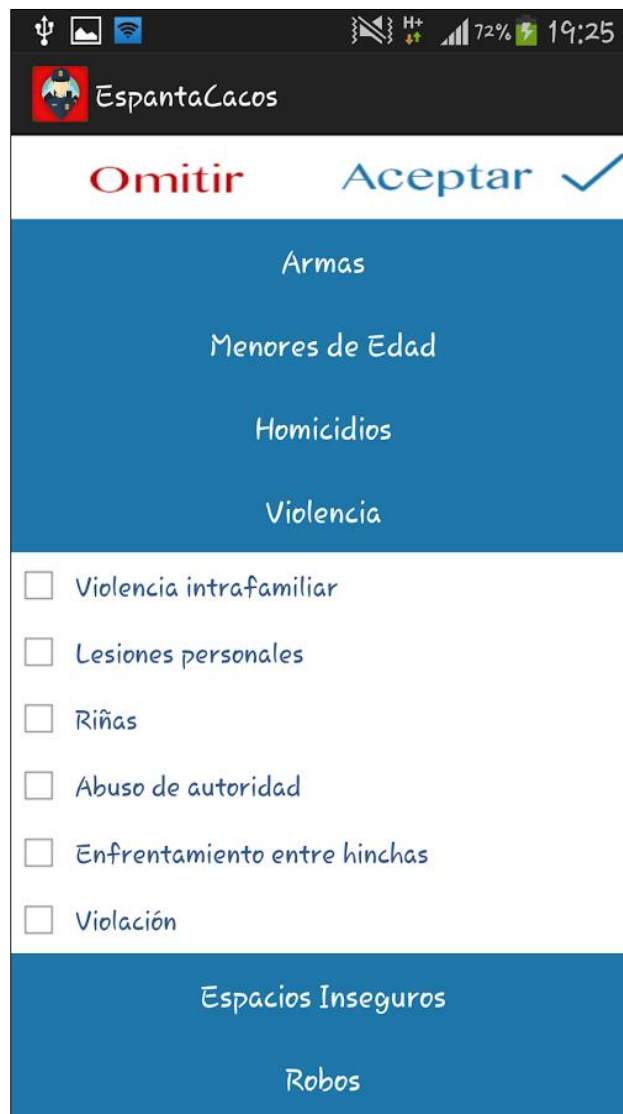 H+ 72% 19:25
EspantaCacos
Omitir Aceptar
Armas
Menores de Edad
Homicidios
Violencia
Violencia intrafamiliar
Lesiones personales
Riñas
Abuso de autoridad
Enfrentamiento entre hinchas
Violación
Espacios Inseguros
Robos